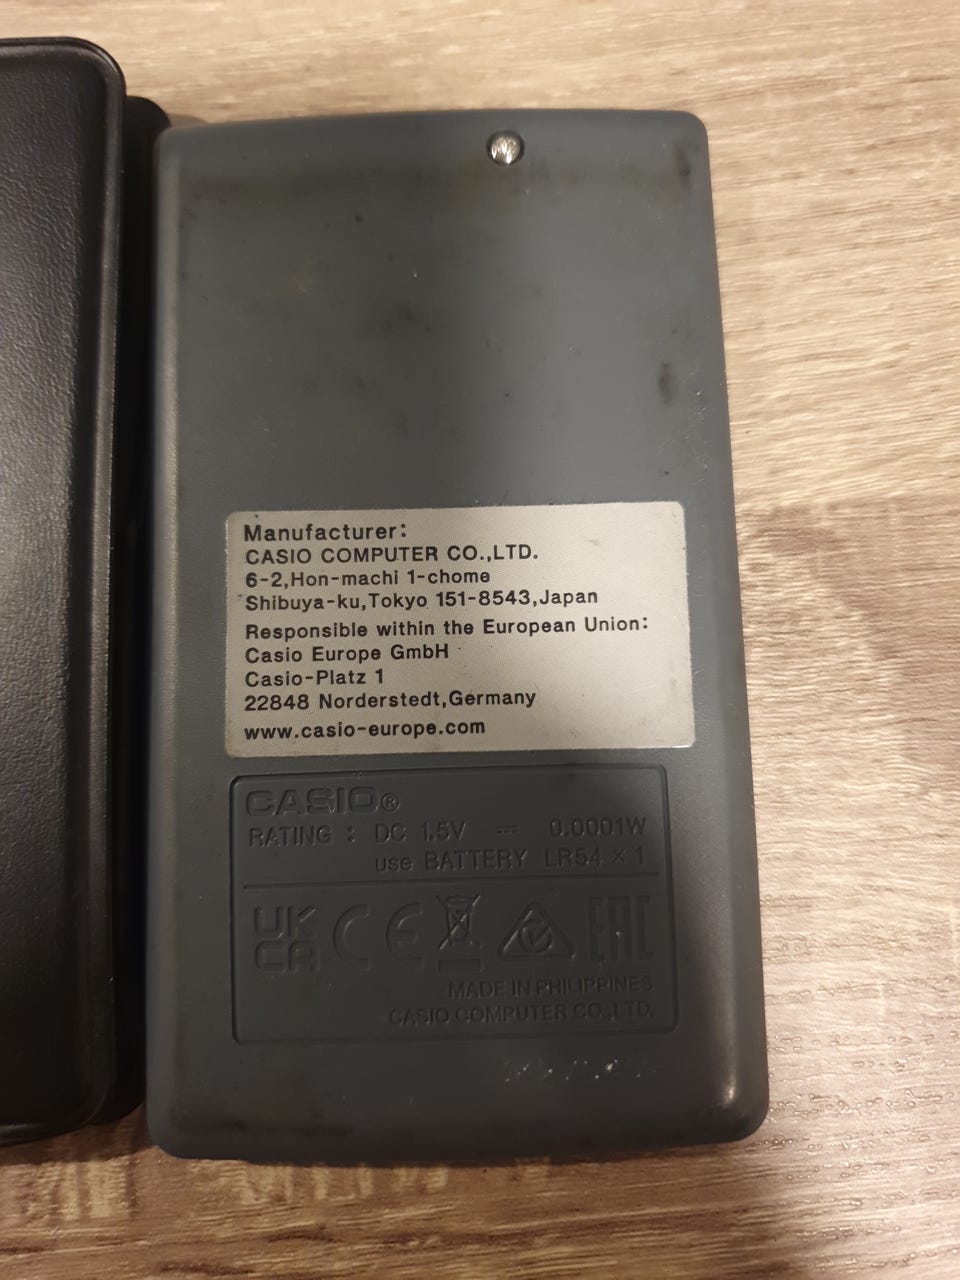 Manufacturer:
CASIO COMPUTER CO.,LTD.
6-2,Hon-machi 1-chome
Shibuya-ku,Tokyo 151-8543,Japan
Responsible within the European Union:
Casio Europe GmbH
Casio-Platz 1
22848 Norderstedt,Germany
www.casio-europe.com
CASIO®
RATING : DC 1.5V ⎓ 0.0001W
use BATTERY LR54 × 1
UK
CA CE EAC
MADE IN PHILIPPINES
CASIO COMPUTER CO.,LTD.